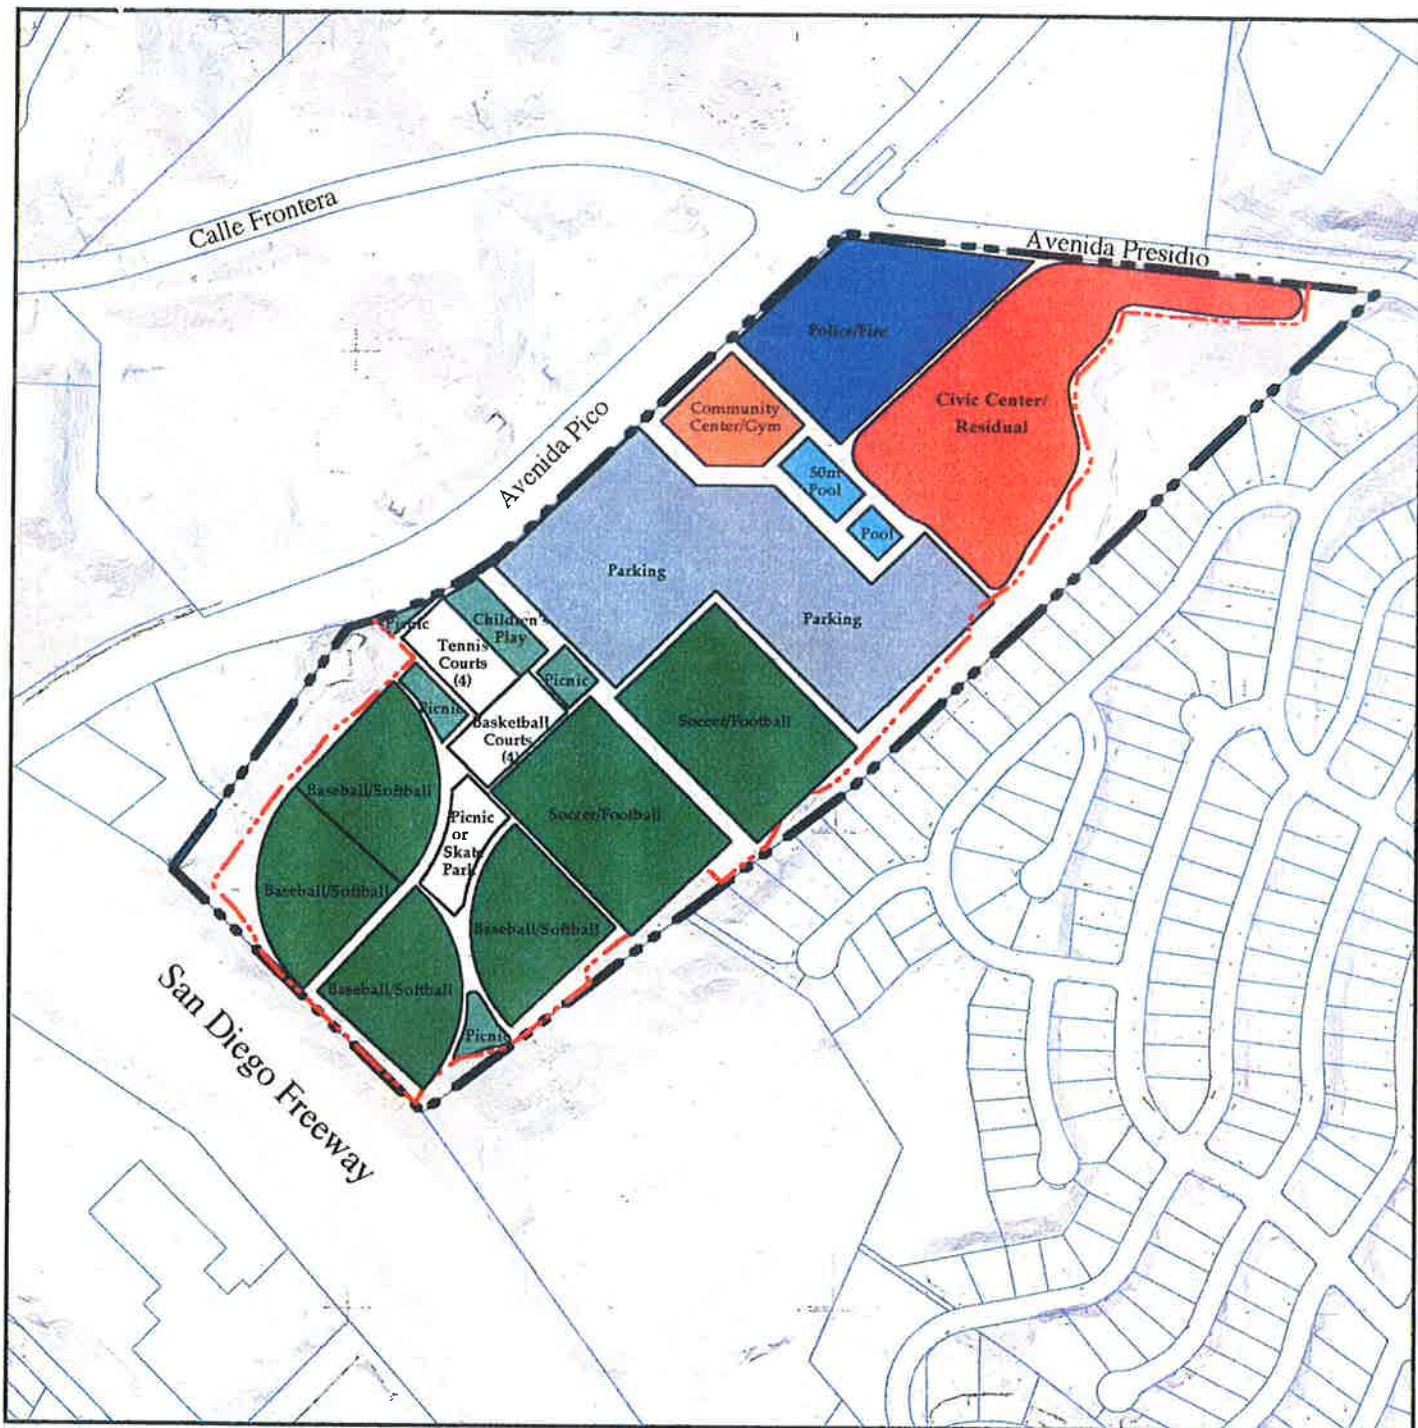 Calle Frontera
Avenida Presidio
Police/Fire
Civic Center/
Residual
Community
Center/Gym
Avenida Pico
50m
Pool
Pool
Parking
Parking
Picnic
Children's
Play
Tennis
Courts
(4)
Picnic
Picnic
Basketball
Courts
(4)
Soccer/Football
Baseball/Softball
Soccer/Football
Picnic
or
Skate
Park
Baseball/Softball
Baseball/Softball
Baseball/Softball
Picnic
San Diego Freeway